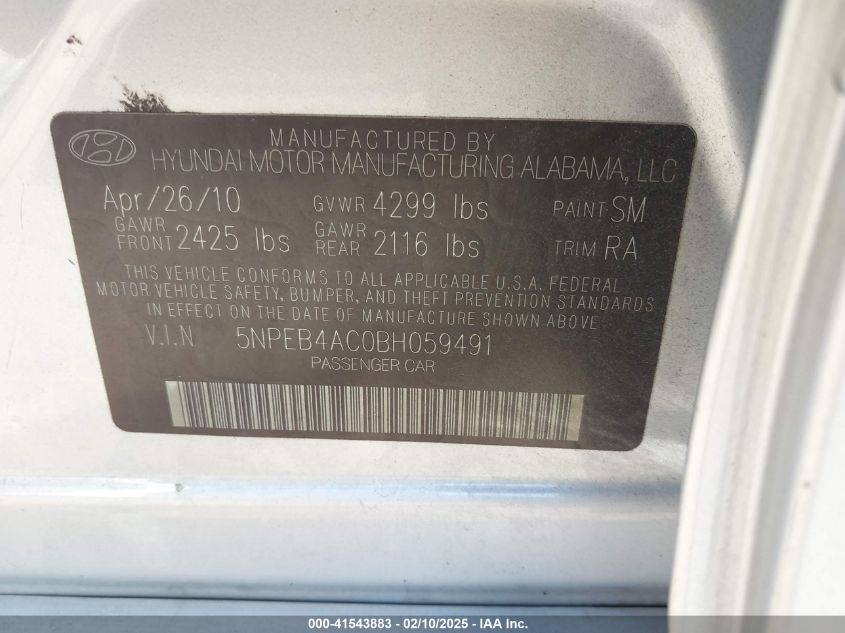 MANUFACTURED BY
HYUNDAI MOTOR MANUFACTURING ALABAMA, LLC
Apr/26/10 GVWR 4299 lbs PAINT: SM
GAWR FRONT 2425 lbs GAWR REAR 2116 lbs TRIM: RA
THIS VEHICLE CONFORMS TO ALL APPLICABLE U.S.A. FEDERAL
MOTOR VEHICLE SAFETY, BUMPER, AND THEFT PREVENTION STANDARDS
IN EFFECT ON THE DATE OF MANUFACTURE SHOWN ABOVE
V.I.N 5NPEB4AC0BH059491
PASSENGER CAR
000-41543883 - 02/10/2025 - IAA Inc.